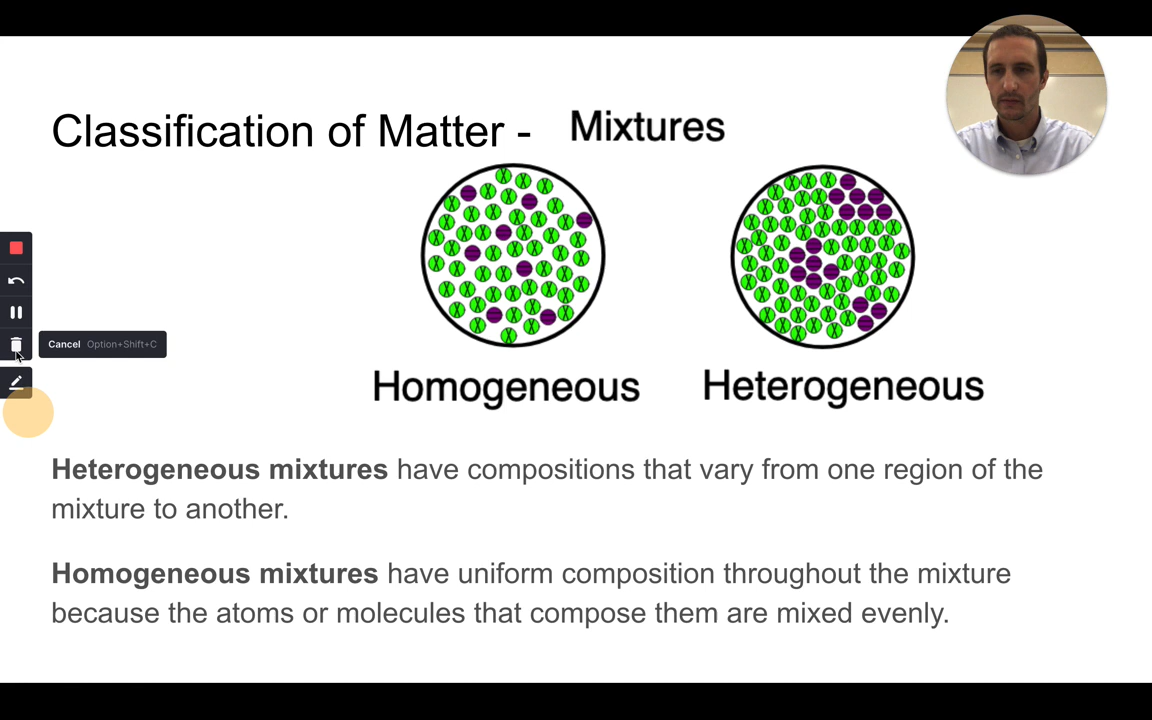 Classification of Matter -
Mixtures
Cancel Option+Shift+C
Homogeneous
Heterogeneous
Heterogeneous mixtures have compositions that vary from one region of the
mixture to another.
Homogeneous mixtures have uniform composition throughout the mixture
because the atoms or molecules that compose them are mixed evenly.